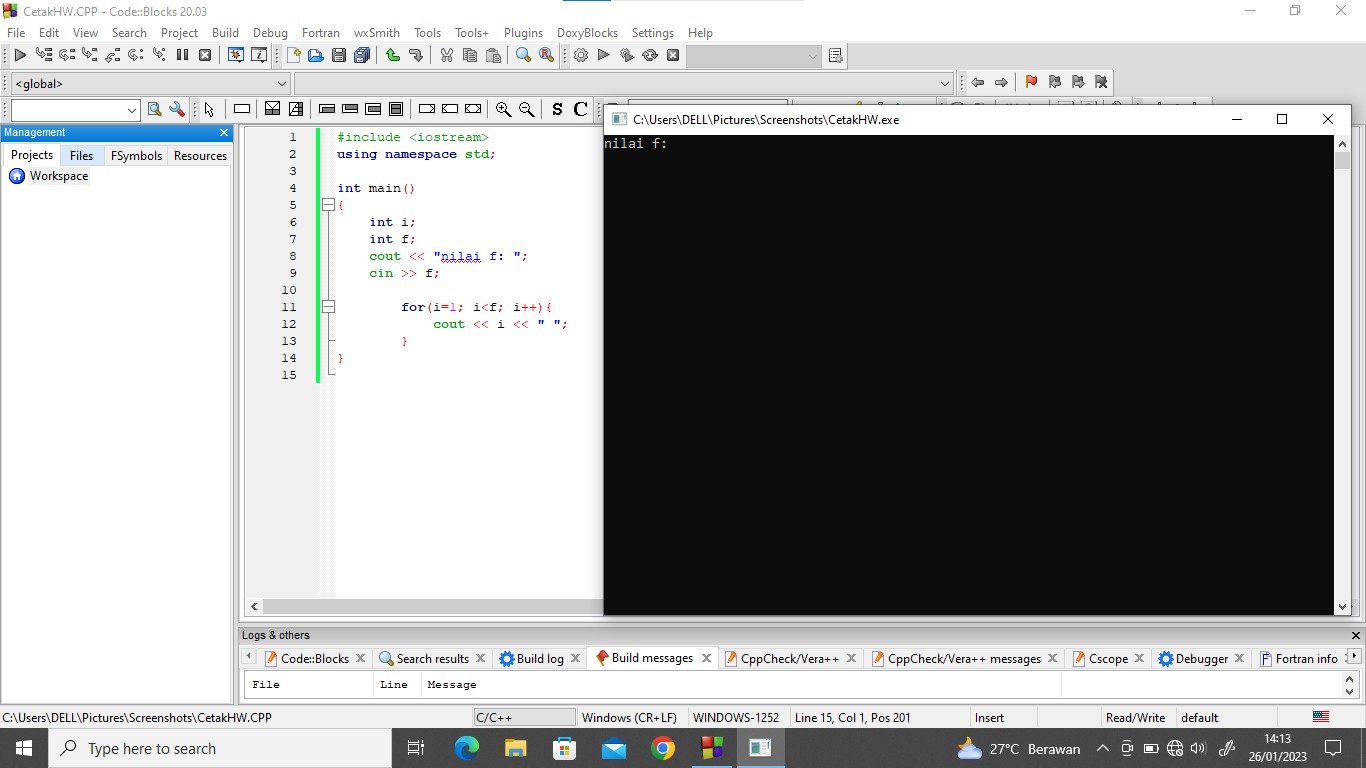 CetakHW.CPP - Code::Blocks 20.03
File Edit View Search Project Build Debug Fortran wxSmith Tools Tools+ Plugins DoxyBlocks Settings Help
<global>
S C
Management
Projects Files FSymbols Resources
Workspace
1 #include <iostream>
2 using namespace std;
3
4 int main()
5 {
6 int i;
7 int f;
8 cout << "nilai f: ";
9 cin >> f;
10
11 for(i=1; i<f; i++){
12 cout << i << " ";
13 }
14 }
15
C:\Users\DELL\Pictures\Screenshots\CetakHW.exe
nilai f:
Logs & others
Code::Blocks Search results Build log Build messages CppCheck/Vera++ CppCheck/Vera++ messages Cscope Debugger Fortran info
File Line Message
C:\Users\DELL\Pictures\Screenshots\CetakHW.CPP C/C++ Windows (CR+LF) WINDOWS-1252 Line 15, Col 1, Pos 201 Insert Read/Write default
Type here to search
27°C Berawan
14:13
26/01/2023